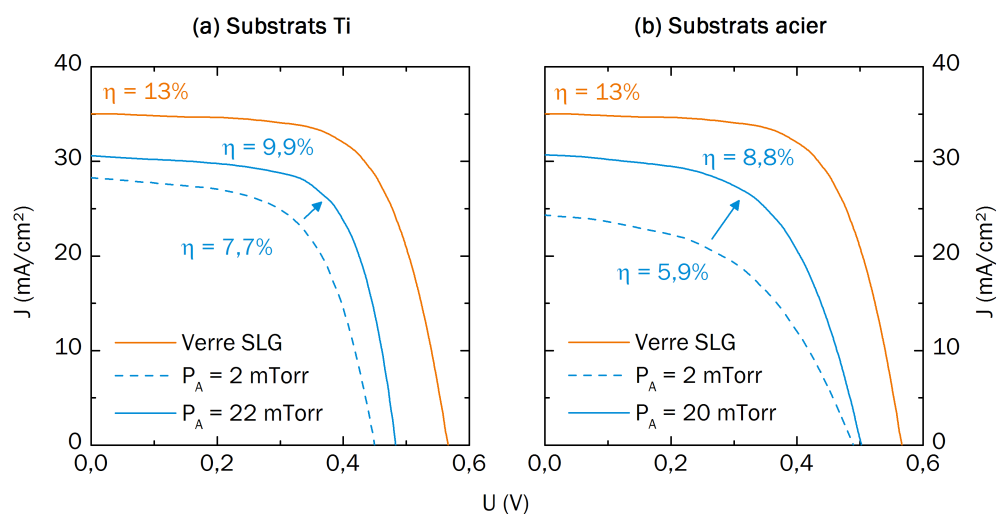 (a) Substrats Ti
(b) Substrats acier
40
30
20
10
0
J (mA/cm²)
η = 13%
η = 9,9%
η = 7,7%
Verre SLG
P_A = 2 mTorr
P_A = 22 mTorr
0,0
0,2
0,4
0,6
η = 13%
η = 8,8%
η = 5,9%
Verre SLG
P_A = 2 mTorr
P_A = 20 mTorr
0,0
0,2
0,4
0,6
40
30
20
10
0
J (mA/cm²)
U (V)